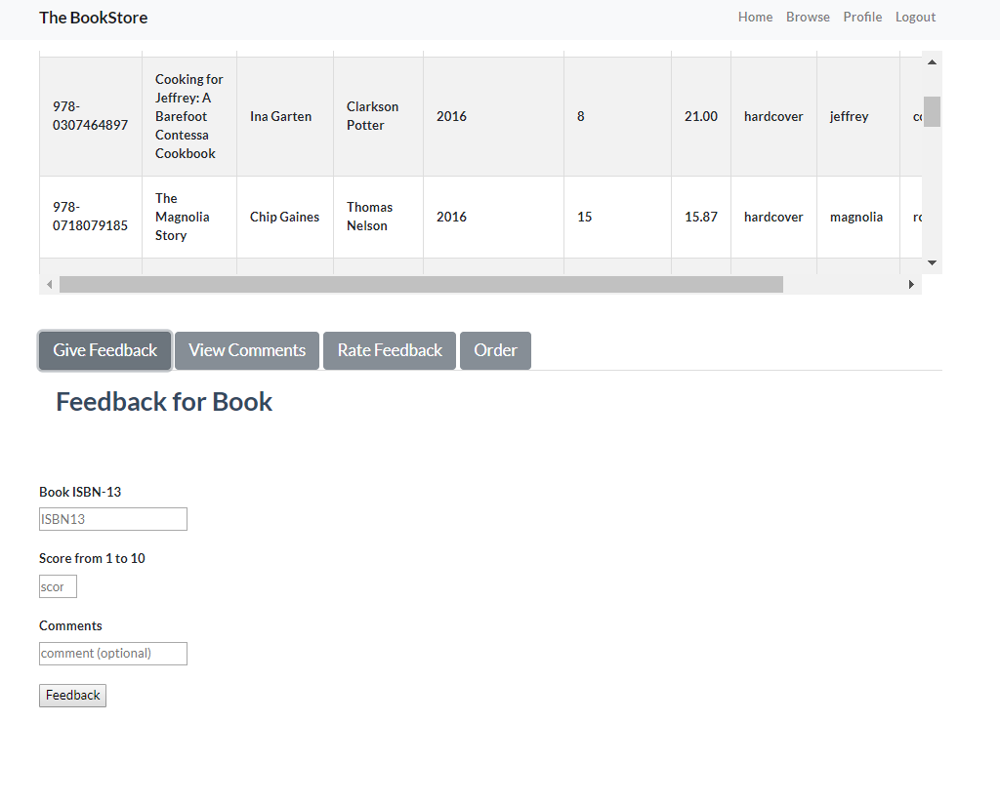 The BookStore
Home Browse Profile Logout
978-
0307464897
Cooking for
Jeffrey: A
Barefoot
Contessa
Cookbook
Ina Garten
Clarkson
Potter
2016
8
21.00
hardcover
jeffrey
978-
0718079185
The
Magnolia
Story
Chip Gaines
Thomas
Nelson
2016
15
15.87
hardcover
magnolia
Give Feedback
View Comments
Rate Feedback
Order
Feedback for Book
Book ISBN-13
ISBN13
Score from 1 to 10
scor
Comments
comment (optional)
Feedback